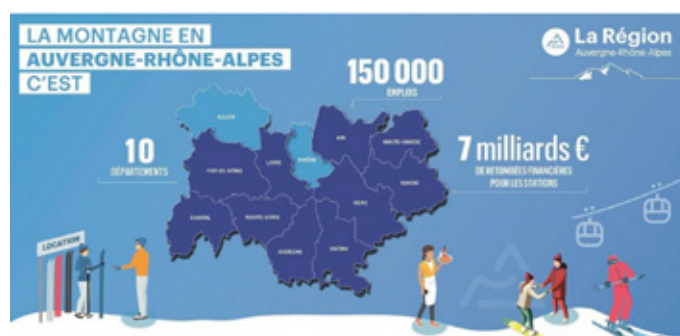 LA MONTAGNE EN
AUVERGNE-RHÔNE-ALPES
C'EST
La Région
Auvergne-Rhône-Alpes
150 000
EMPLOIS
10
DÉPARTEMENTS
7 milliards €
DE RETOMBÉES FINANCIÈRES
POUR LES STATIONS
ALLIER
RHÔNE
AIN
HAUTE-SAVOIE
PUY-DE-DÔME
LOIRE
SAVOIE
ISÈRE
CANTAL
HAUTE-LOIRE
ARDÈCHE
DRÔME
LOCATION